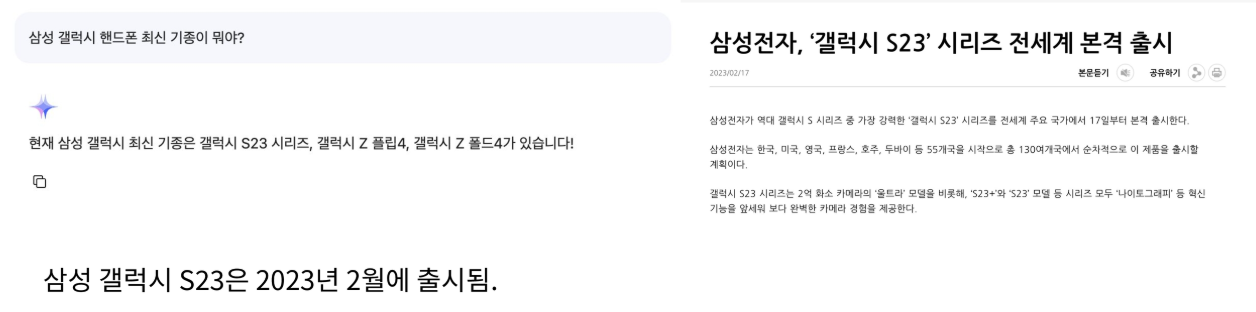 삼성 갤럭시 핸드폰 최신 기종이 뭐야?
현재 삼성 갤럭시 최신 기종은 갤럭시 S23 시리즈, 갤럭시 Z 플립4, 갤럭시 Z 폴드4가 있습니다!
삼성 갤럭시 S23은 2023년 2월에 출시됨.
삼성전자, ‘갤럭시 S23’ 시리즈 전세계 본격 출시
2023/02/17
본문듣기
공유하기
삼성전자가 역대 갤럭시 S 시리즈 중 가장 강력한 ‘갤럭시 S23’ 시리즈를 전세계 주요 국가에서 17일부터 본격 출시한다.
삼성전자는 한국, 미국, 영국, 프랑스, 호주, 두바이 등 55개국을 시작으로 총 130여개국에서 순차적으로 이 제품을 출시할
계획이다.
갤럭시 S23 시리즈는 2억 화소 카메라의 ‘울트라’ 모델을 비롯해, ‘S23+’와 ‘S23’ 모델 등 시리즈 모두 ‘나이토그래피’ 등 혁신
기능을 앞세워 보다 완벽한 카메라 경험을 제공한다.